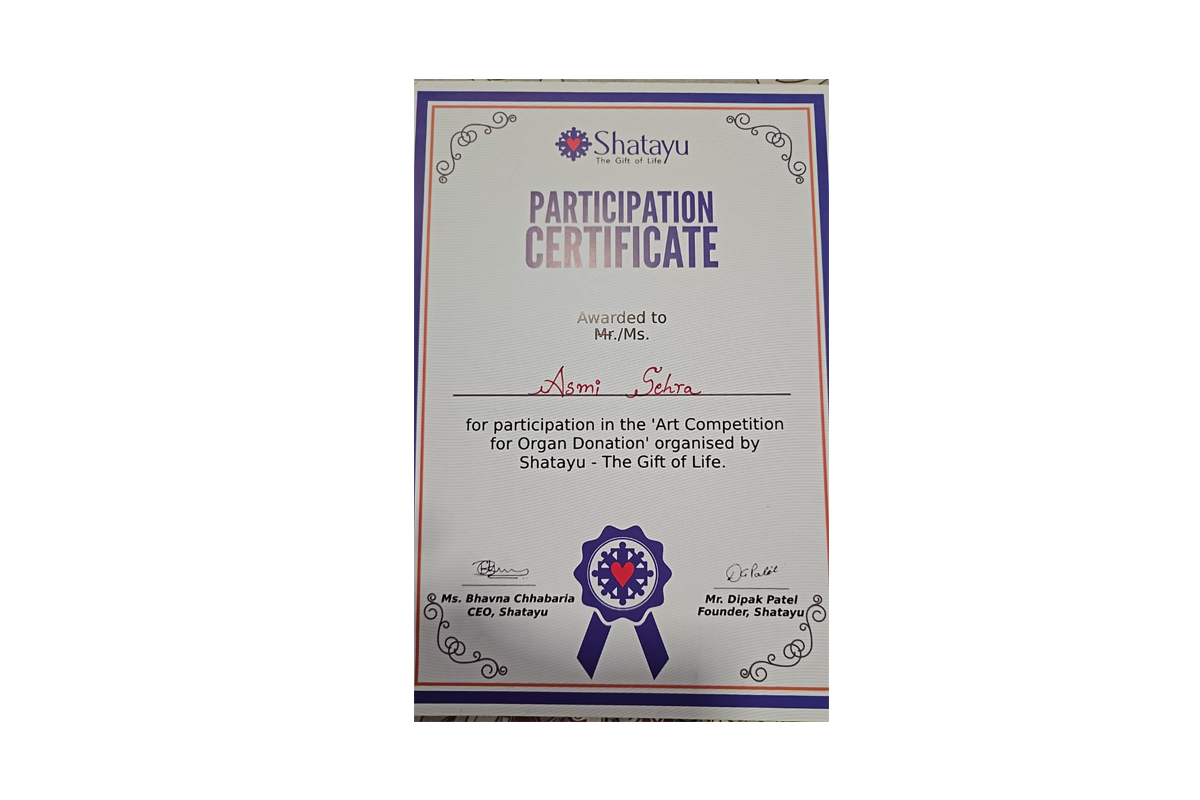 Shatayu
The Gift of Life
PARTICIPATION
CERTIFICATE
Awarded to
Mr./Ms.
Asmi Sehra
for participation in the 'Art Competition
for Organ Donation' organised by
Shatayu - The Gift of Life.
Ms. Bhavna Chhabaria
CEO, Shatayu
Mr. Dipak Patel
Founder, Shatayu